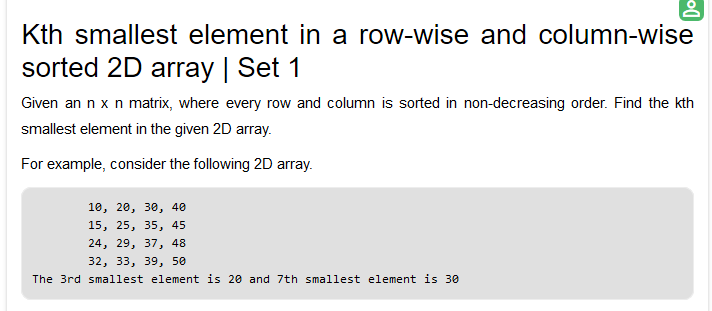 Kth smallest element in a row-wise and column-wise
sorted 2D array | Set 1
Given an n x n matrix, where every row and column is sorted in non-decreasing order. Find the kth
smallest element in the given 2D array.
For example, consider the following 2D array.
10, 20, 30, 40
15, 25, 35, 45
24, 29, 37, 48
32, 33, 39, 50
The 3rd smallest element is 20 and 7th smallest element is 30